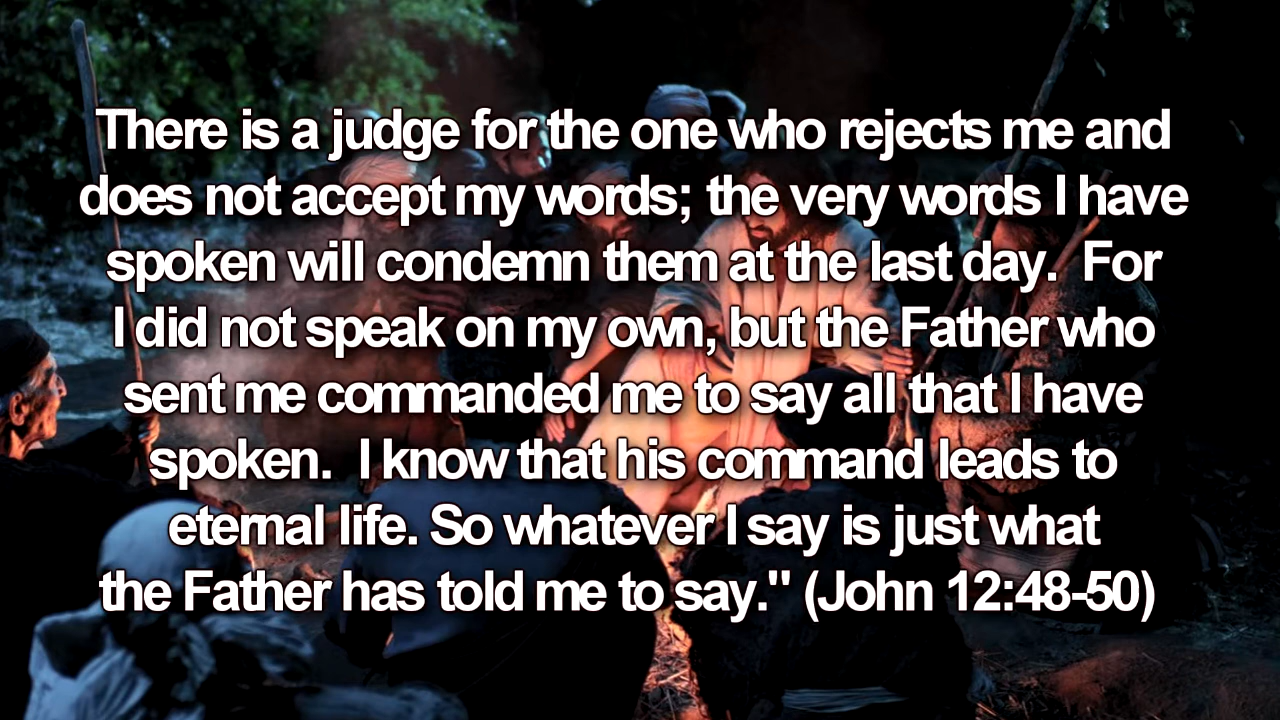 There is a judge for the one who rejects me and
does not accept my words; the very words I have
spoken will condemn them at the last day.  For
I did not speak on my own, but the Father who
sent me commanded me to say all that I have
spoken.  I know that his command leads to
eternal life. So whatever I say is just what
the Father has told me to say." (John 12:48-50)